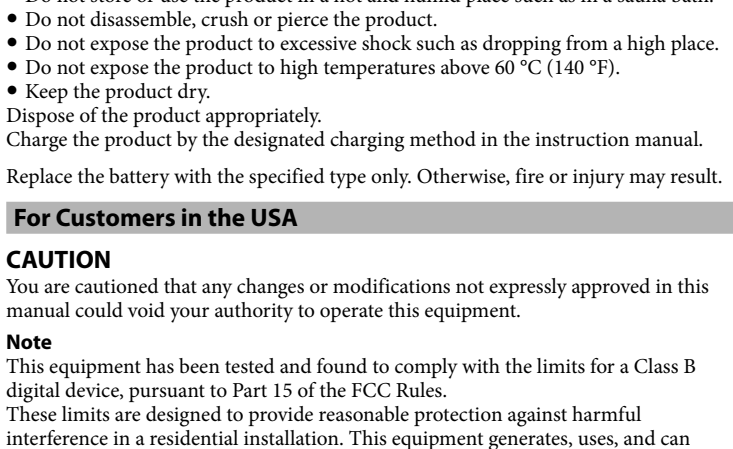 Do not store or use the product in a hot and humid place such as in a sauna bath.
● Do not disassemble, crush or pierce the product.
● Do not expose the product to excessive shock such as dropping from a high place.
● Do not expose the product to high temperatures above 60 °C (140 °F).
● Keep the product dry.
Dispose of the product appropriately.
Charge the product by the designated charging method in the instruction manual.
Replace the battery with the specified type only. Otherwise, fire or injury may result.
For Customers in the USA
CAUTION
You are cautioned that any changes or modifications not expressly approved in this
manual could void your authority to operate this equipment.
Note
This equipment has been tested and found to comply with the limits for a Class B
digital device, pursuant to Part 15 of the FCC Rules.
These limits are designed to provide reasonable protection against harmful
interference in a residential installation. This equipment generates, uses, and can